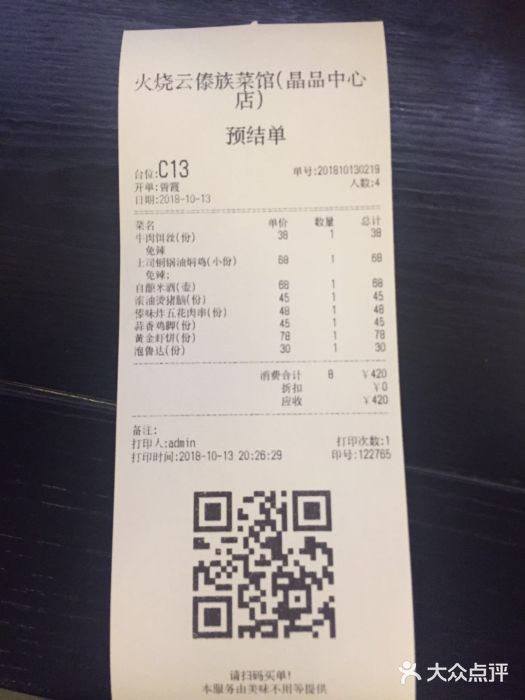 火烧云傣族菜馆(晶品中心
店)
预结单
台位:C13 单号:201810130219
开单:霄霞 人数:4
日期:2018-10-13
菜名 单价 数量 总计
牛肉饵丝(份) 38 1 38
免辣
土司铜锅油焖鸡(小份) 68 1 68
免辣;
自酿米酒(壶) 68 1 68
滚油烫猪脑(份) 45 1 45
傣味炸五花肉串(份) 48 1 48
蒜香鸡脚(份) 45 1 45
黄金虾饼(份) 78 1 78
泡鲁达(份) 30 1 30
消费合计 8 ￥420
折扣 ￥0
应收 ￥420
备注:
打印人:admin 打印次数:1
打印时间:2018-10-13 20:26:29 印号:122765
请扫码买单!
本服务由美味不用等提供
大众点评